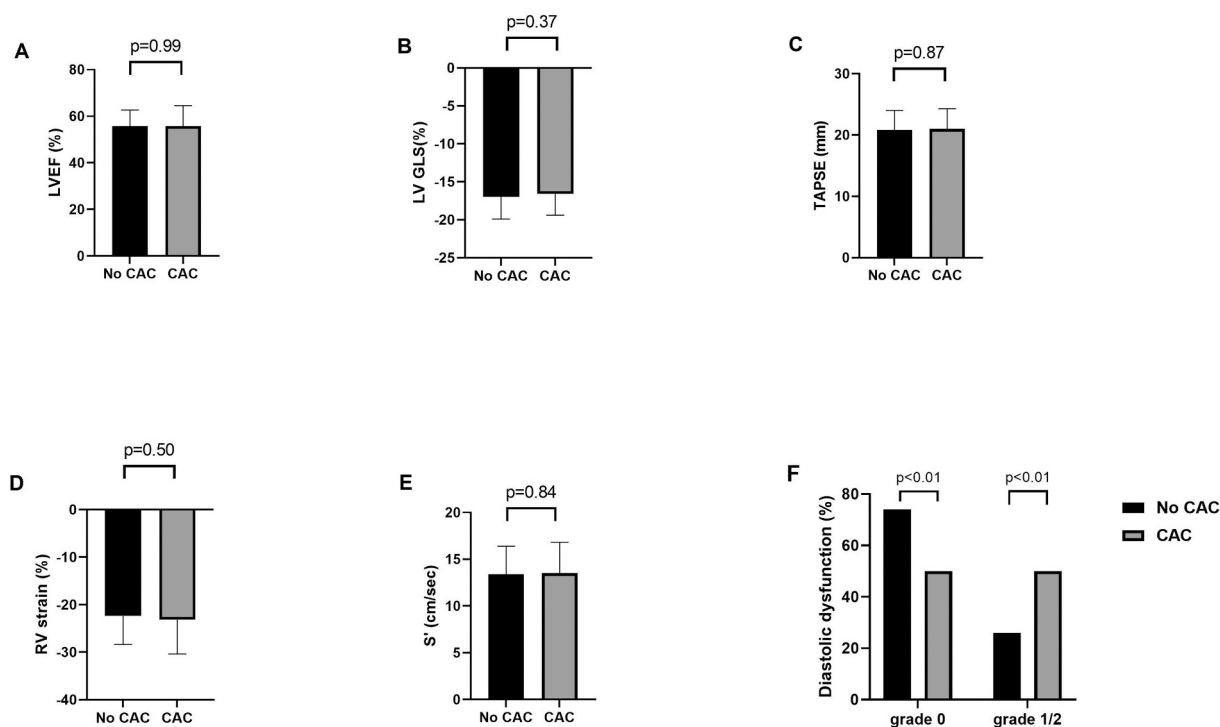 A
p=0.99
LVEF (%)
80
60
40
20
0
No CAC CAC
B
p=0.37
LV GLS(%)
0
-5
-10
-15
-20
-25
No CAC CAC
C
p=0.87
TAPSE (mm)
30
20
10
0
No CAC CAC
D
p=0.50
RV strain (%)
0
-10
-20
-30
-40
No CAC CAC
E
p=0.84
S' (cm/sec)
20
15
10
5
0
No CAC CAC
F
p<0.01 p<0.01
Diastolic dysfunction (%)
80
60
40
20
0
grade 0 grade 1/2
No CAC
CAC